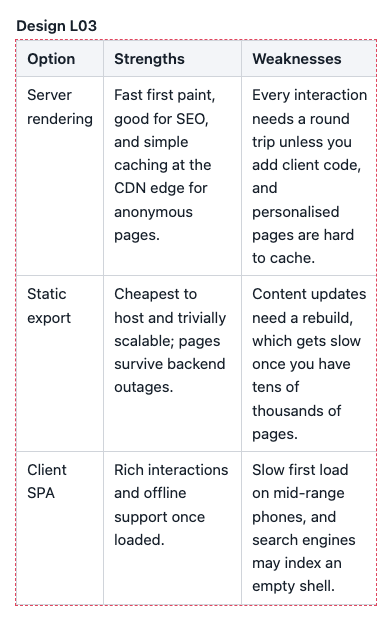 Design L03
Option Strengths Weaknesses
Server rendering
Fast first paint, good for SEO, and simple caching at the CDN edge for anonymous pages.
Every interaction needs a round trip unless you add client code, and personalised pages are hard to cache.
Static export
Cheapest to host and trivially scalable; pages survive backend outages.
Content updates need a rebuild, which gets slow once you have tens of thousands of pages.
Client SPA
Rich interactions and offline support once loaded.
Slow first load on mid-range phones, and search engines may index an empty shell.